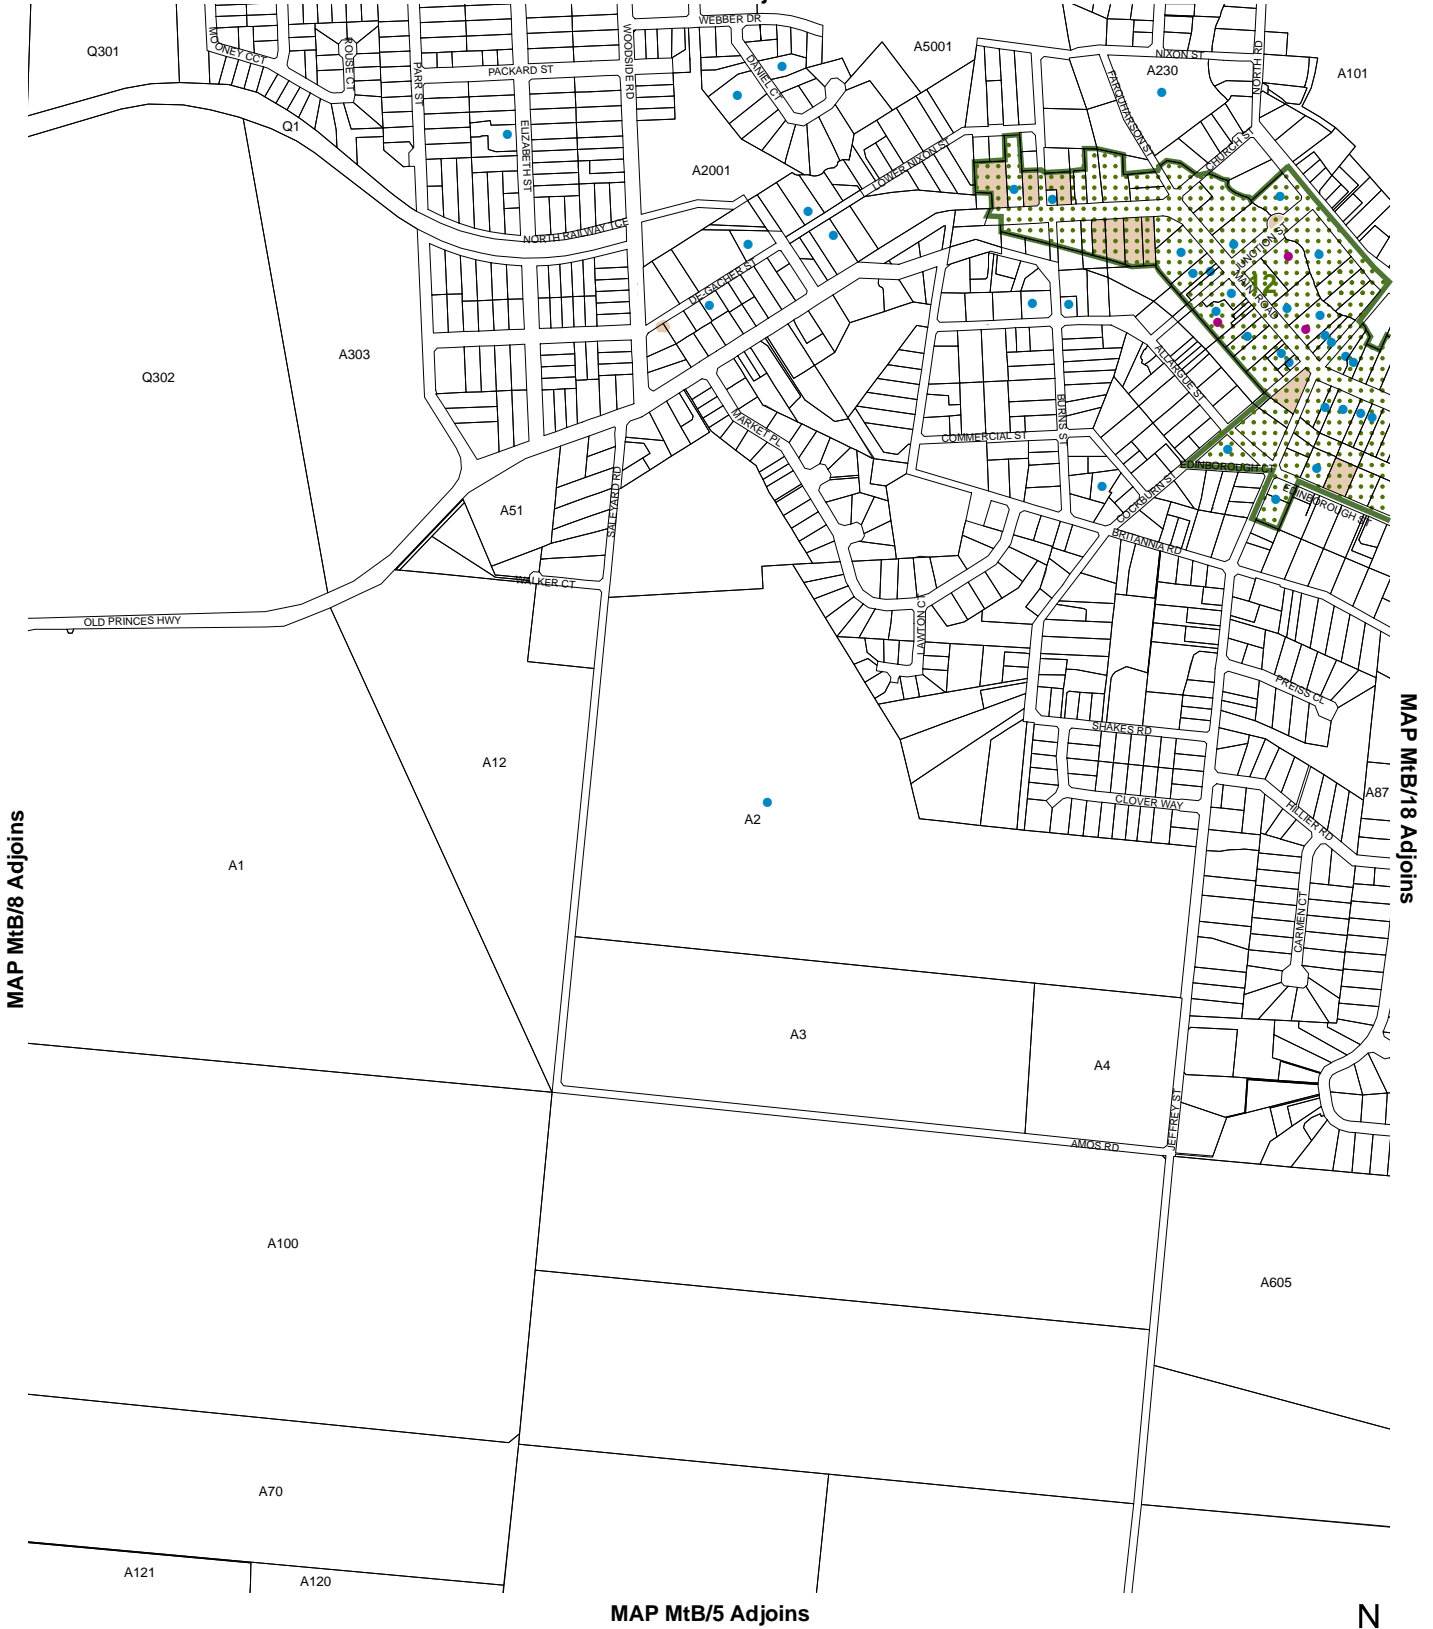 WEBBER DR
Q301
MOONEY CCT
ROUSE CT
PARR ST
PACKARD ST
WOODSIDE RD
DANIEL CT
A5001
NIXON ST
A230
NORTH RD
A101
FARQUHARSON ST
Q1
ELIZABETH ST
A2001
LOWER NIXON ST
CHURCH ST
NORTH RAILWAY TCE
DE GACHER ST
JUNCTION ST
MAIN ROAD
12
A303
Q302
ALLARGUE ST
MARKET PL
BURNS S
COMMERCIAL ST
EDINBOROUGH CT
EDINBOROUGH ST
SALEYARD RD
A51
COCKBURN S
BRITANNIA RD
WALKER CT
OLD PRINCES HWY
LAWTON CT
PREISS CL
SHAKES RD
A12
CLOVER WAY
A87
HILLIER RD
A2
MAP MtB/18 Adjoins
MAP MtB/8 Adjoins
A1
CARMEN CT
A3
A4
JEFFREY ST
AMOS RD
A100
A605
A70
A121
A120
MAP MtB/5 Adjoins
N